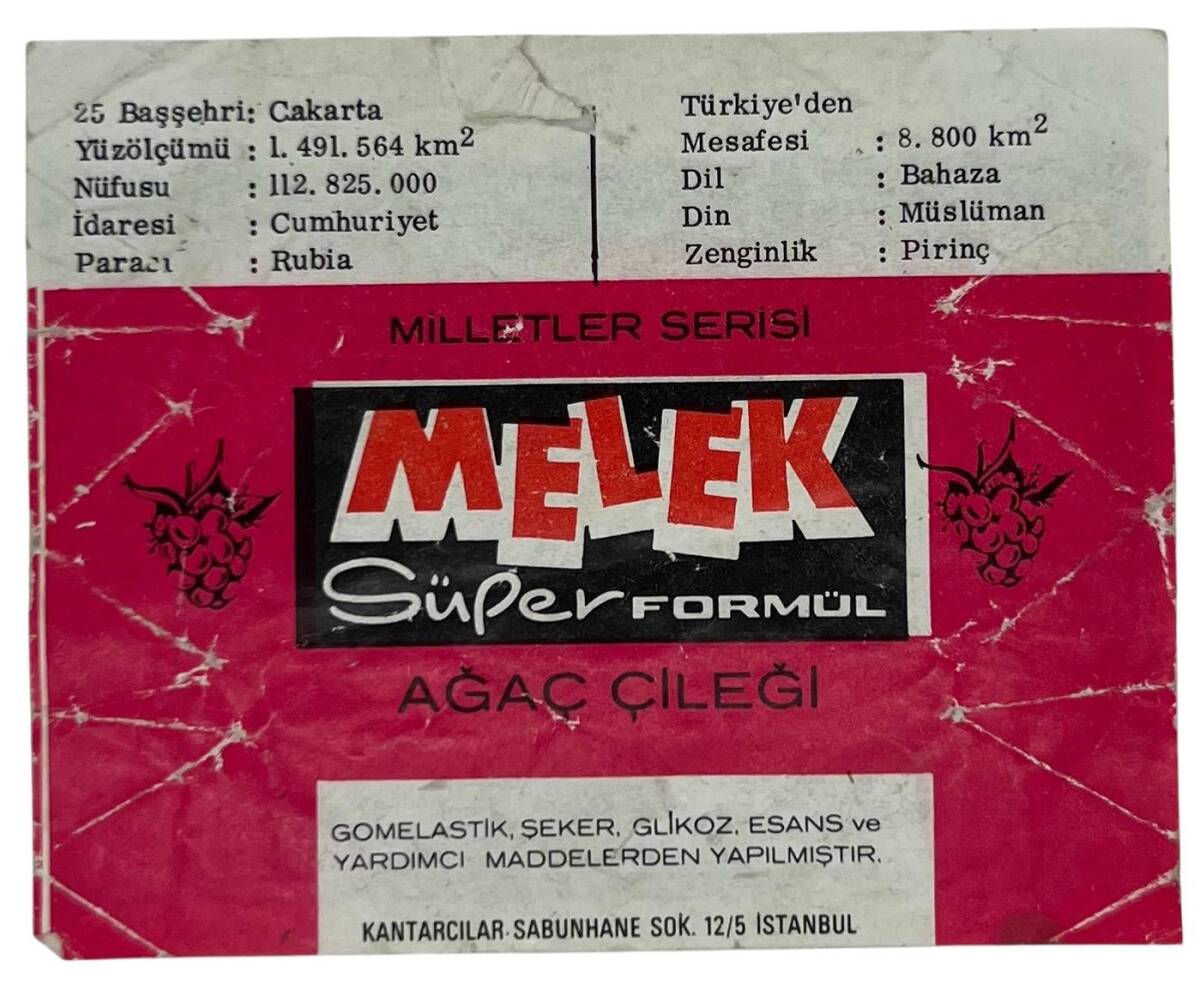 25 Başşehri: Cakarta
Yüzölçümü : 1. 491. 564 km²
Nüfusu : 112. 825. 000
İdaresi : Cumhuriyet
Parası : Rubia
Türkiye'den
Mesafesi : 8. 800 km²
Dil : Bahaza
Din : Müslüman
Zenginlik : Pirinç
MİLLETLER SERİSİ
MELEK
Süper FORMÜL
AĞAÇ ÇİLEĞİ
GOMELASTİK, ŞEKER, GLİKOZ, ESANS ve
YARDIMCI MADDELERDEN YAPILMIŞTIR.
KANTARCILAR SABUNHANE SOK. 12/5 İSTANBUL